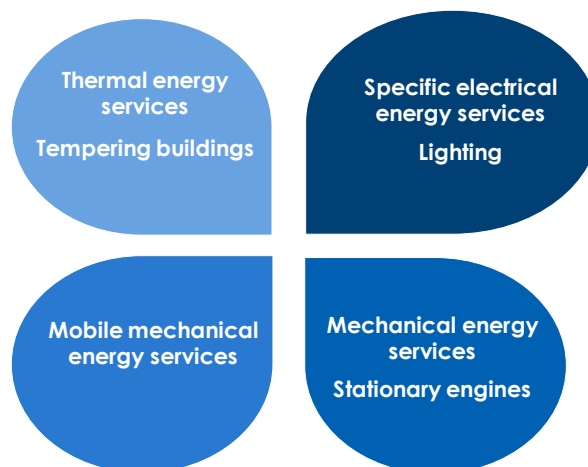 Thermal energy
services
Tempering buildings
Specific electrical
energy services
Lighting
Mobile mechanical
energy services
Mechanical energy
services
Stationary engines